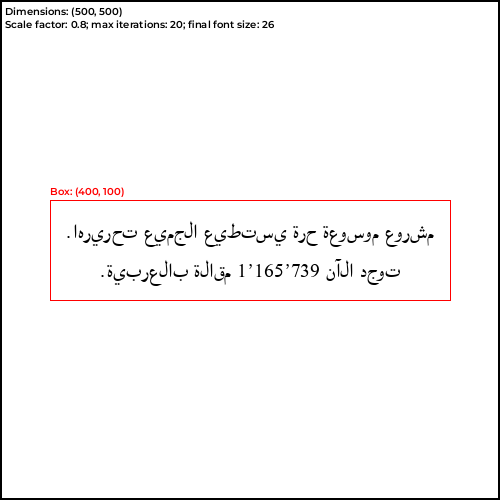 Dimensions: (500, 500)
Scale factor: 0.8; max iterations: 20; final font size: 26
Box: (400, 100)
مشروع موسوعة حرة يستطيع الجميع تحريرها.
توجد الآن 1’165’739 مقالة بالعربية.